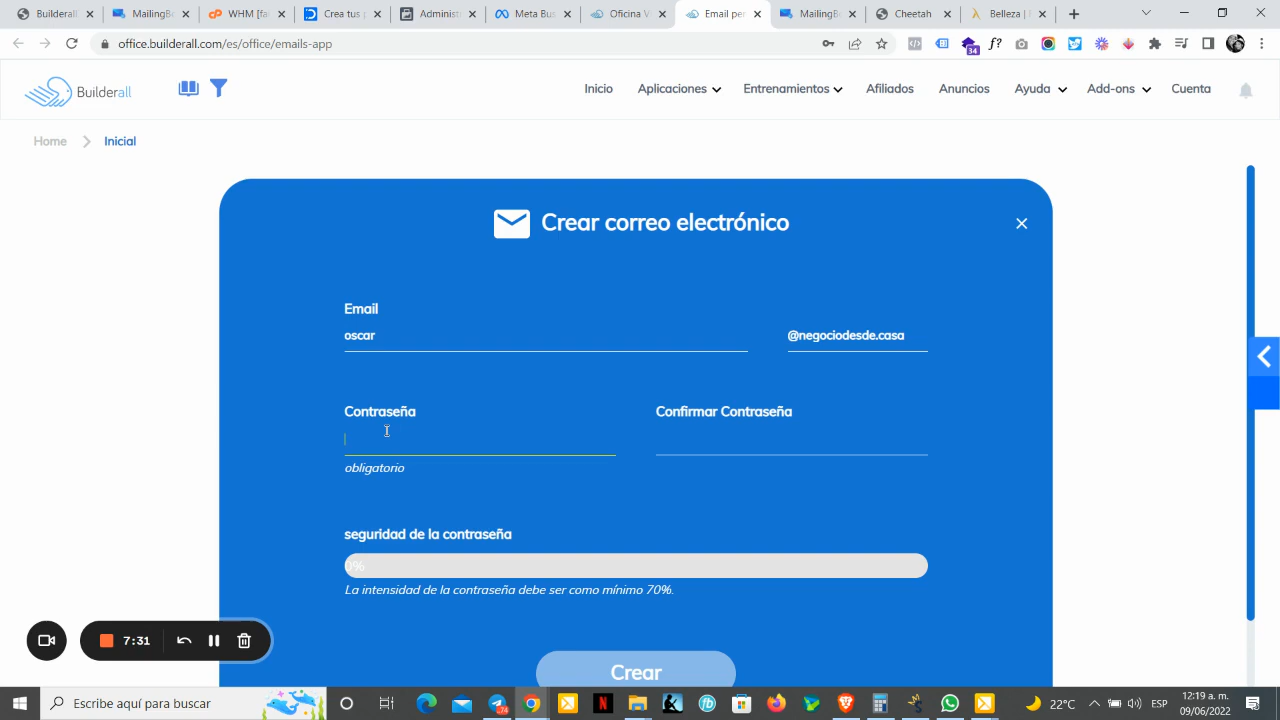 Builderall
MailingBo
WHM [fa
Crea tus p
Administ
Meta Bus
Oficina V
Email per
MailingBo
Cheetah
Belleza | R
office.builderall.com/es/office/emails-app
34
f?
Builderall
Inicio
Aplicaciones
Entrenamientos
Afiliados
Anuncios
Ayuda
Add-ons
Cuenta
Home
Inicial
Crear correo electrónico
Email
oscar
@negociodesde.casa
Contraseña
Confirmar Contraseña
obligatorio
seguridad de la contraseña
0%
La intensidad de la contraseña debe ser como mínimo 70%.
7:31
Crear
Escribe aquí para buscar
22°C
ESP
12:19 a. m.
09/06/2022